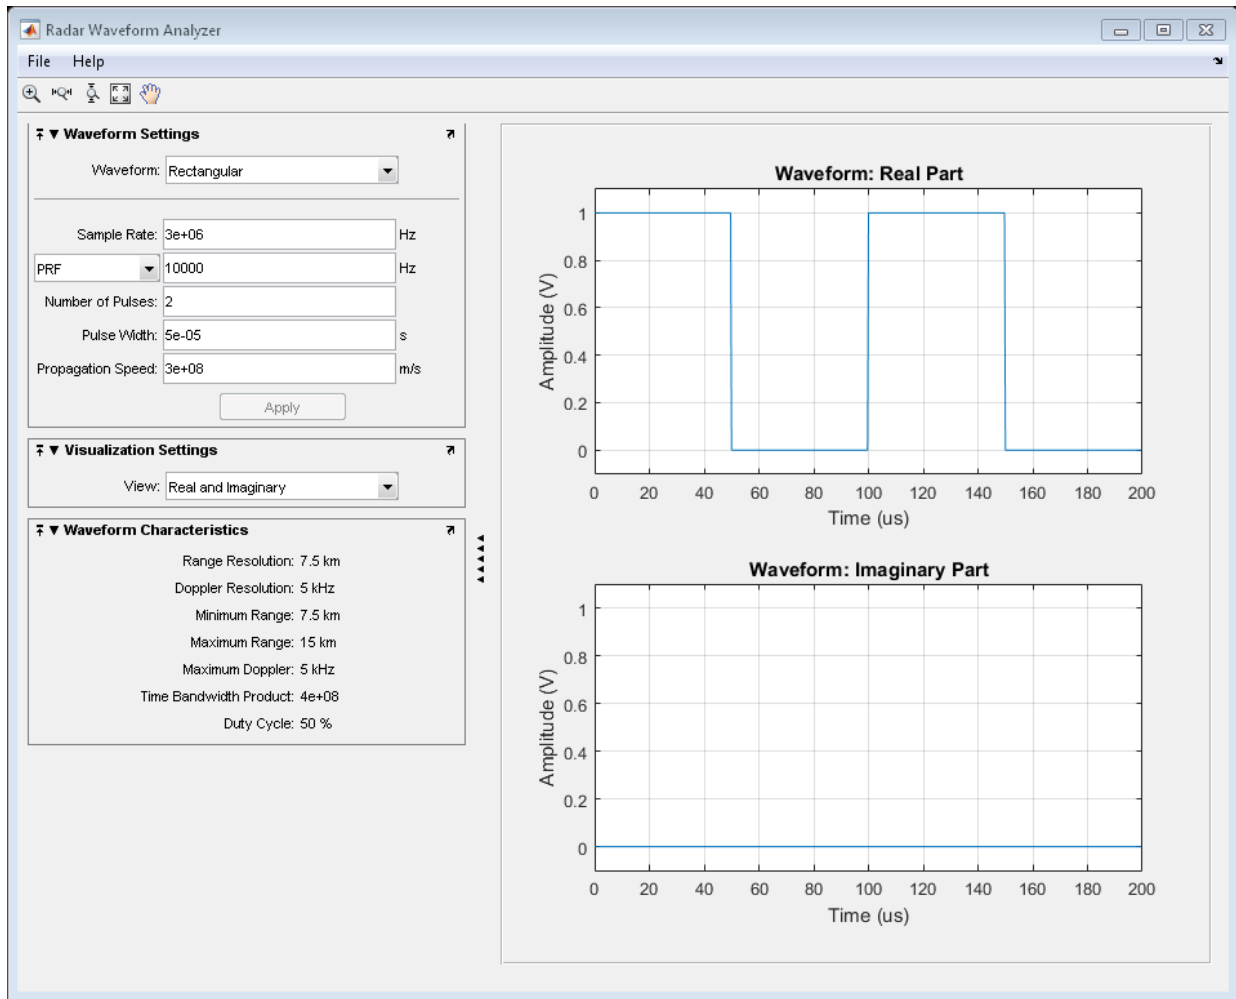 Radar Waveform Analyzer
File Help
Waveform Settings
Waveform: Rectangular
Sample Rate: 3e+06 Hz
PRF 10000 Hz
Number of Pulses: 2
Pulse Width: 5e-05 s
Propagation Speed: 3e+08 m/s
Apply
Visualization Settings
View: Real and Imaginary
Waveform Characteristics
Range Resolution: 7.5 km
Doppler Resolution: 5 kHz
Minimum Range: 7.5 km
Maximum Range: 15 km
Maximum Doppler: 5 kHz
Time Bandwidth Product: 4e+08
Duty Cycle: 50 %
Waveform: Real Part
Amplitude (V)
1
0.8
0.6
0.4
0.2
0
0 20 40 60 80 100 120 140 160 180 200
Time (us)
Waveform: Imaginary Part
Amplitude (V)
1
0.8
0.6
0.4
0.2
0
0 20 40 60 80 100 120 140 160 180 200
Time (us)